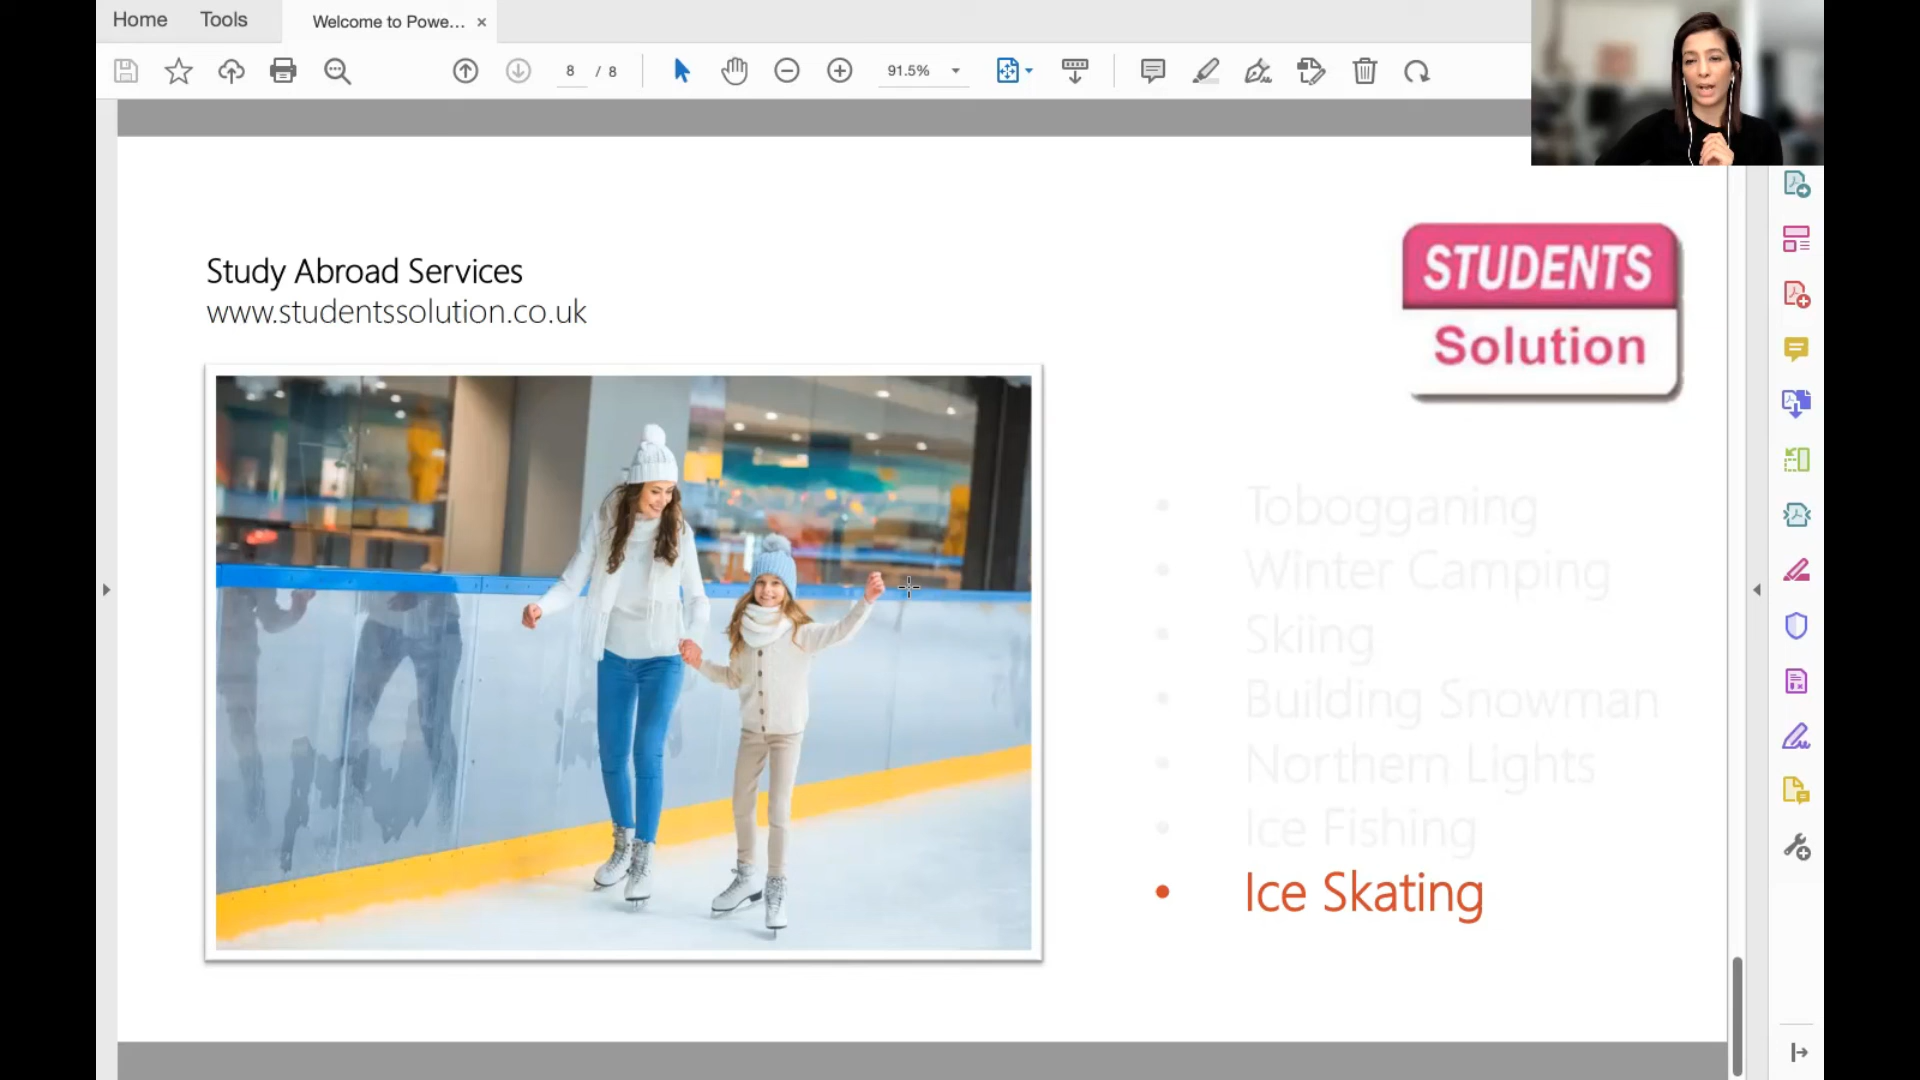 Home
Tools
Welcome to Powe...
8 / 8
91.5%
Study Abroad Services
www.studentssolution.co.uk
STUDENTS
Solution
• Tobogganing
• Winter Camping
• Skiing
• Building Snowman
• Northern Lights
• Ice Fishing
• Ice Skating